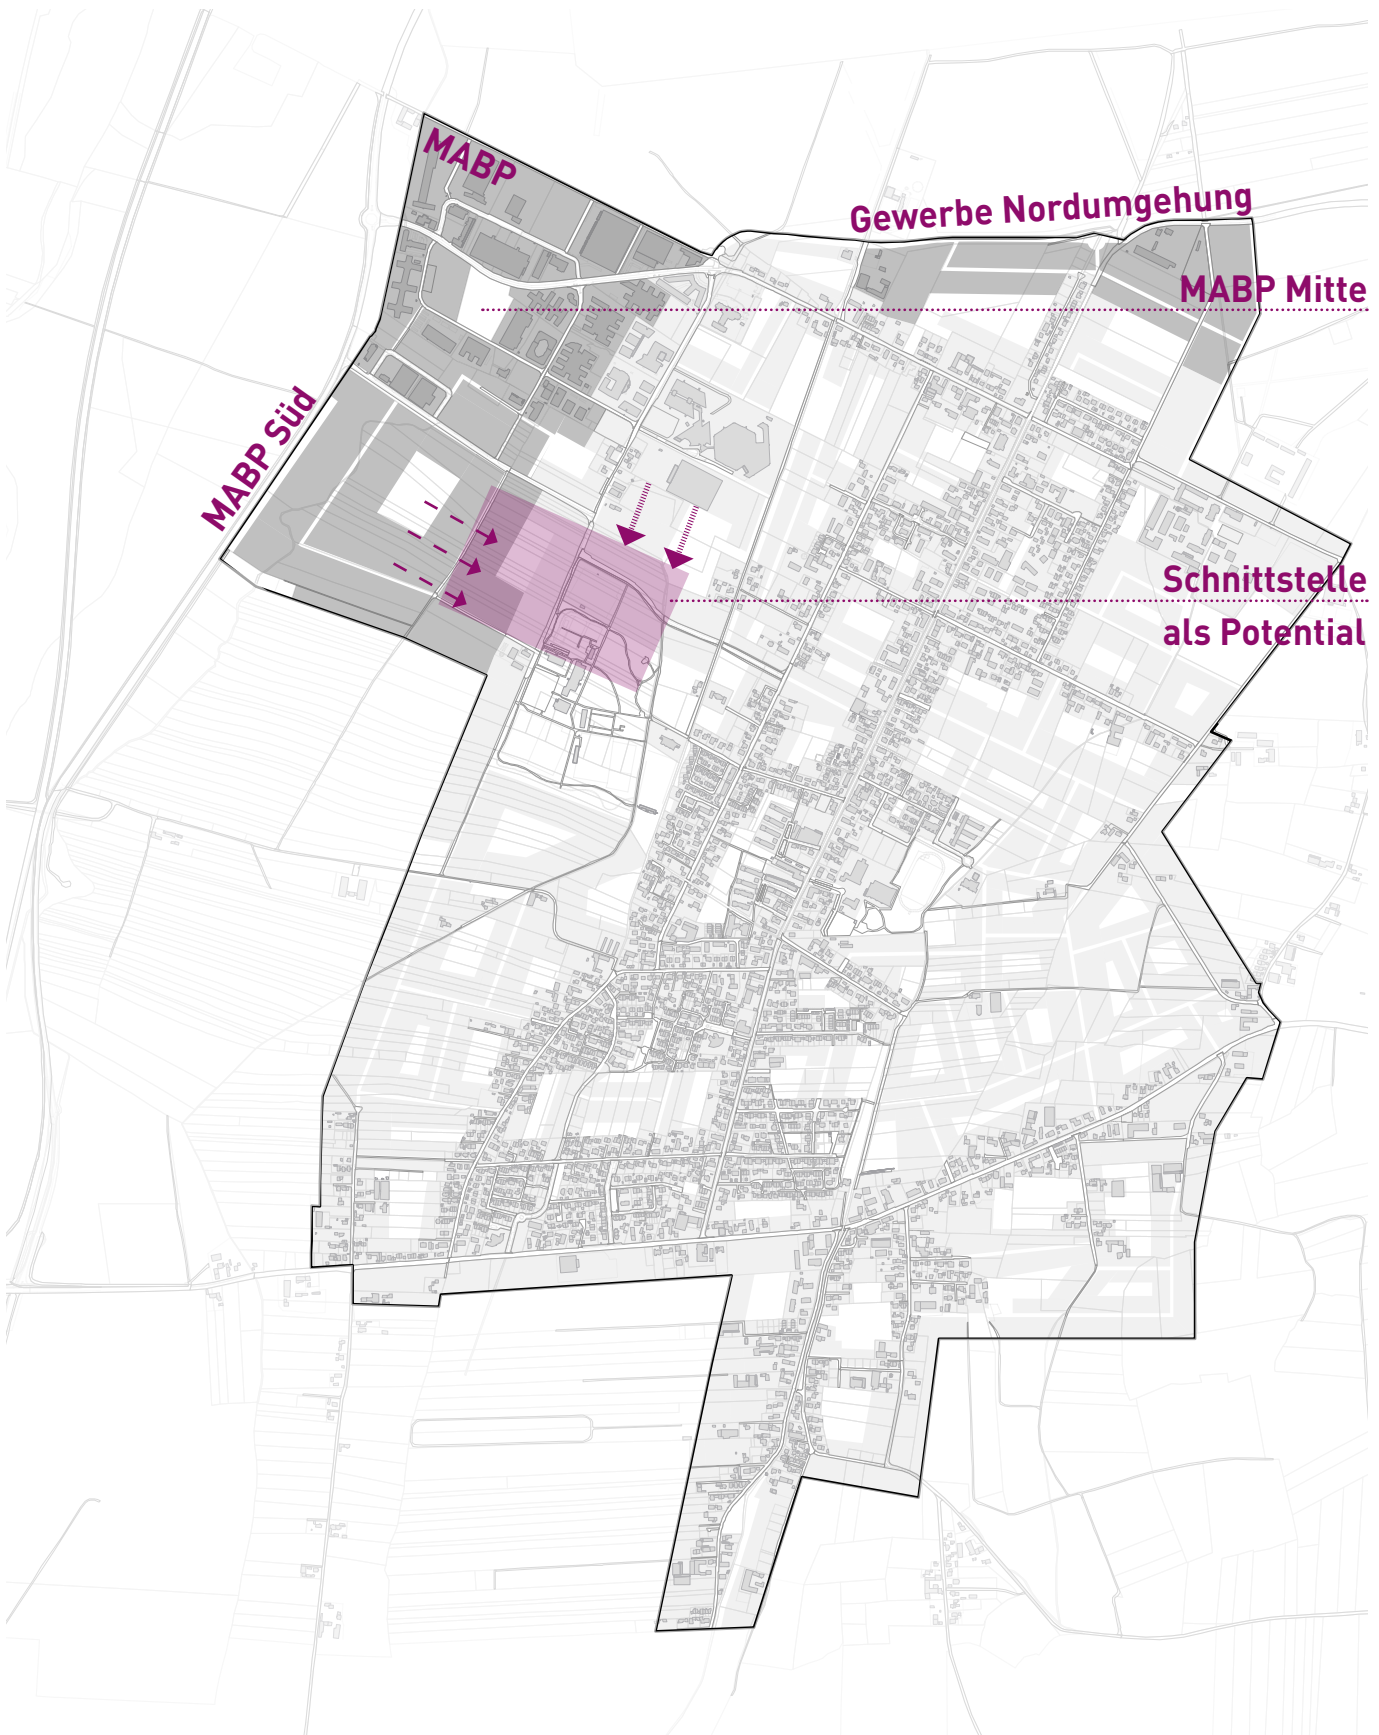 MABP
Gewerbe Nordumgehung
MABP Mitte
MABP Süd
Schnittstelle
als Potential